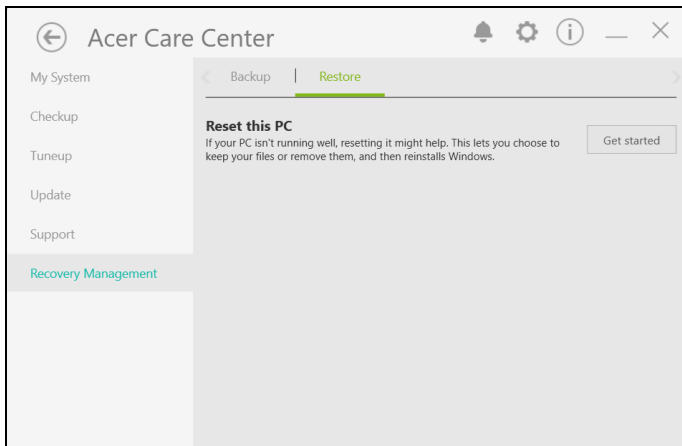 Acer Care Center
My System
Checkup
Tuneup
Update
Support
Recovery Management
Backup | Restore
Reset this PC
If your PC isn't running well, resetting it might help. This lets you choose to
keep your files or remove them, and then reinstalls Windows.
Get started